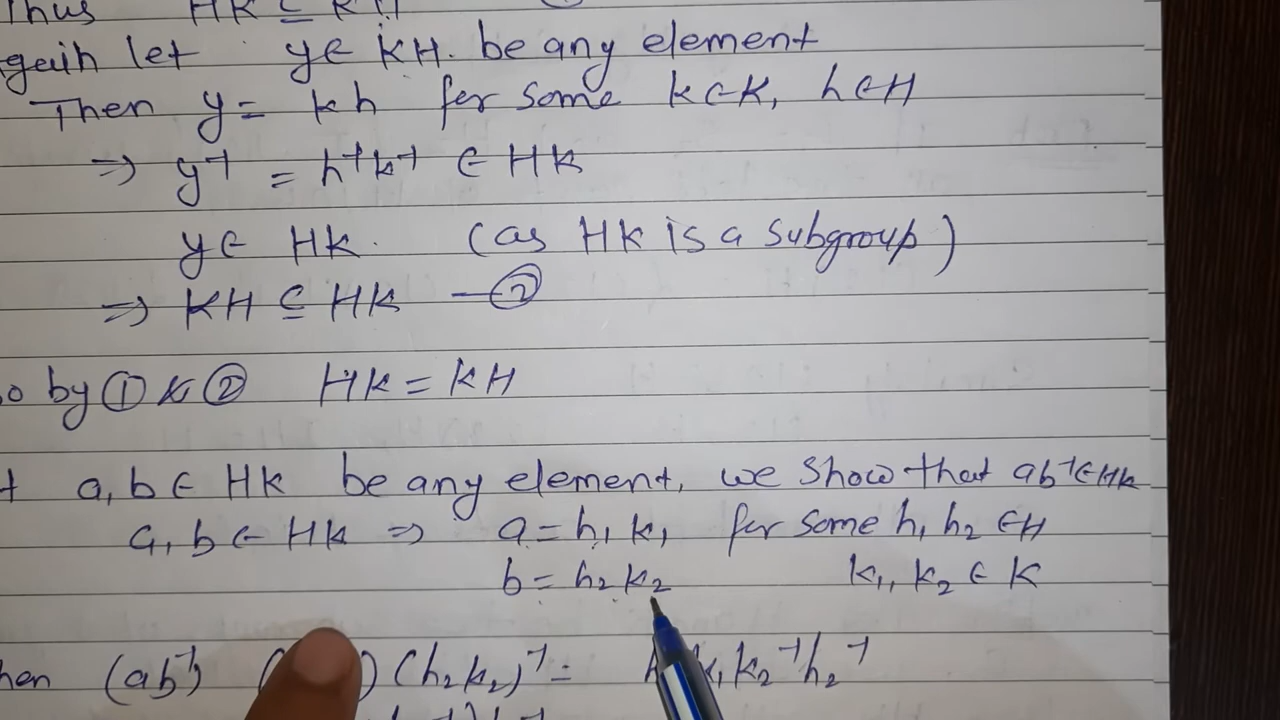 Thus HK ⊆ KH
again let y ∈ KH. be any element
Then y = kh for some k ∈ K, h ∈ H
⇒ y⁻¹ = h⁻¹k⁻¹ ∈ HK
y ∈ HK. (as HK is a subgroup)
⇒ KH ⊆ HK — ②
so by ① & ② HK = KH
a, b ∈ HK be any element, we show that ab⁻¹ ∈ HK
a, b ∈ HK ⇒ a = h₁k₁ for some h₁ h₂ ∈ H
b = h₂k₂ k₁, k₂ ∈ K
hen (ab⁻¹) ( ) (h₂k₂)⁻¹ = k₁k₂⁻¹h₂⁻¹